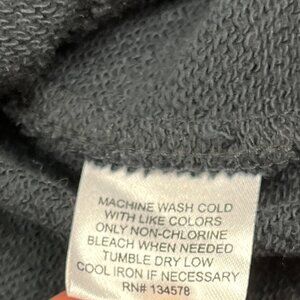 MACHINE WASH COLD
WITH LIKE COLORS
ONLY NON-CHLORINE
BLEACH WHEN NEEDED
TUMBLE DRY LOW
COOL IRON IF NECESSARY
RN# 134578